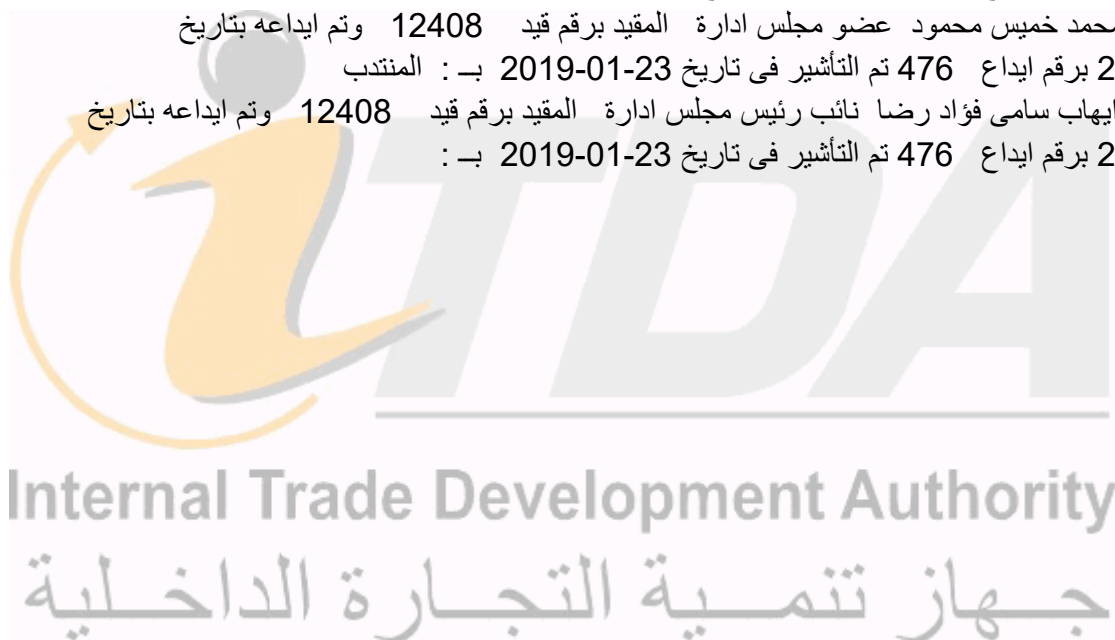 محمد خميس محمود عضو مجلس ادارة المقيد برقم قيد 12408 وتم ايداعه بتاريخ
2 برقم ايداع 476 تم التأشير فى تاريخ 23-01-2019 بـ : المنتدب
ايهاب سامى فؤاد رضا نائب رئيس مجلس ادارة المقيد برقم قيد 12408 وتم ايداعه بتاريخ
2 برقم ايداع 476 تم التأشير فى تاريخ 23-01-2019 بـ :
iTDA
Internal Trade Development Authority
جهاز تنمية التجارة الداخلية